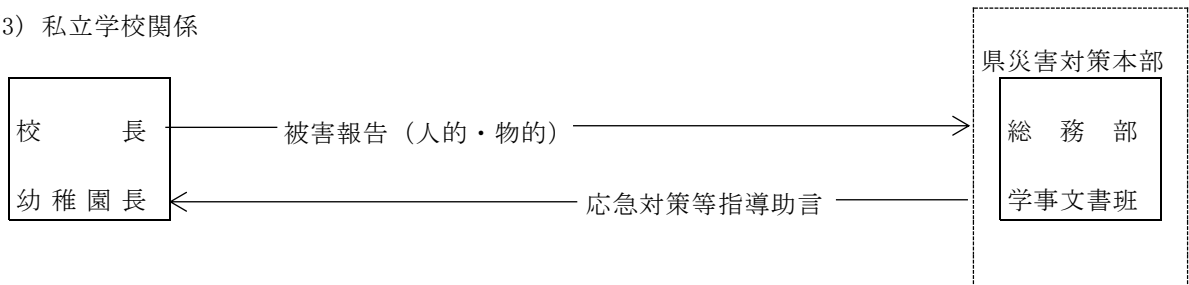 3) 私立学校関係
県災害対策本部
校　　　長
被害報告（人的・物的）
総　務　部
幼稚園長
応急対策等指導助言
学事文書班